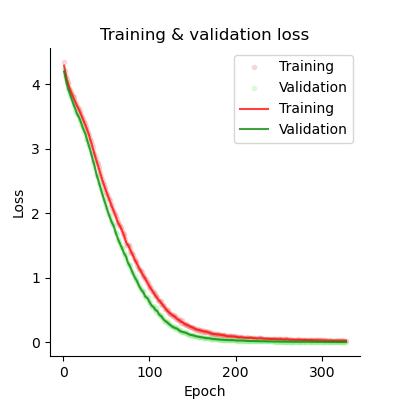 Training & validation loss
Training
Validation
Training
Validation
4
3
2
1
0
Loss
0 100 200 300
Epoch